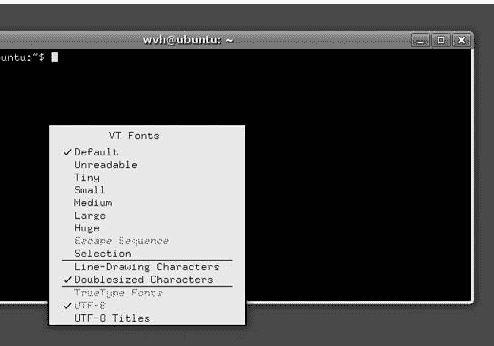 wvh@ubuntu: ~
untu:~$
VT Fonts
✓Default
Unreadable
Tiny
Small
Medium
Large
Huge
Escape Sequence
Selection
Line-Drawing Characters
✓Doublesized Characters
TrueType Fonts
✓UTF-8
UTF-8 Titles